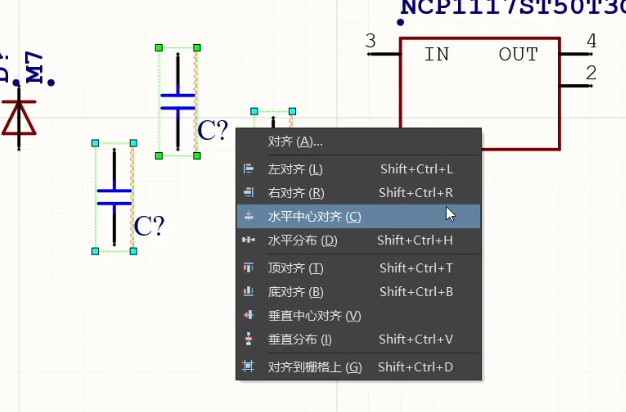 NCP1117ST50T3G
D?
M7
3
IN
OUT
4
2
C?
C?
对齐 (A)...
左对齐 (L) Shift+Ctrl+L
右对齐 (R) Shift+Ctrl+R
水平中心对齐 (C)
水平分布 (D) Shift+Ctrl+H
顶对齐 (T) Shift+Ctrl+T
底对齐 (B) Shift+Ctrl+B
垂直中心对齐 (V)
垂直分布 (I) Shift+Ctrl+V
对齐到栅格上 (G) Shift+Ctrl+D